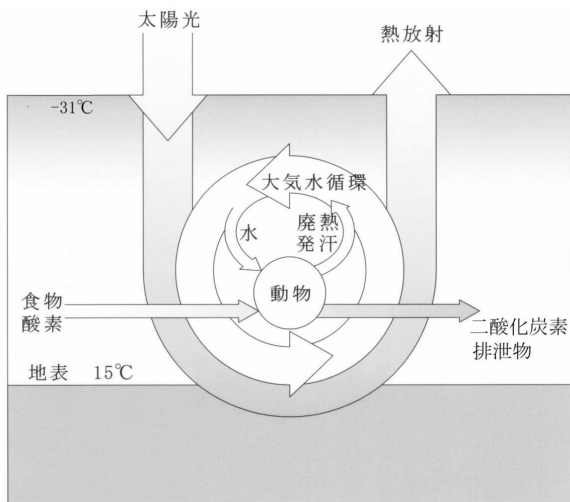 太陽光
熱放射
-31℃
大気水循環
水
廃熱
発汗
動物
食物
酸素
二酸化炭素
排泄物
地表 15℃